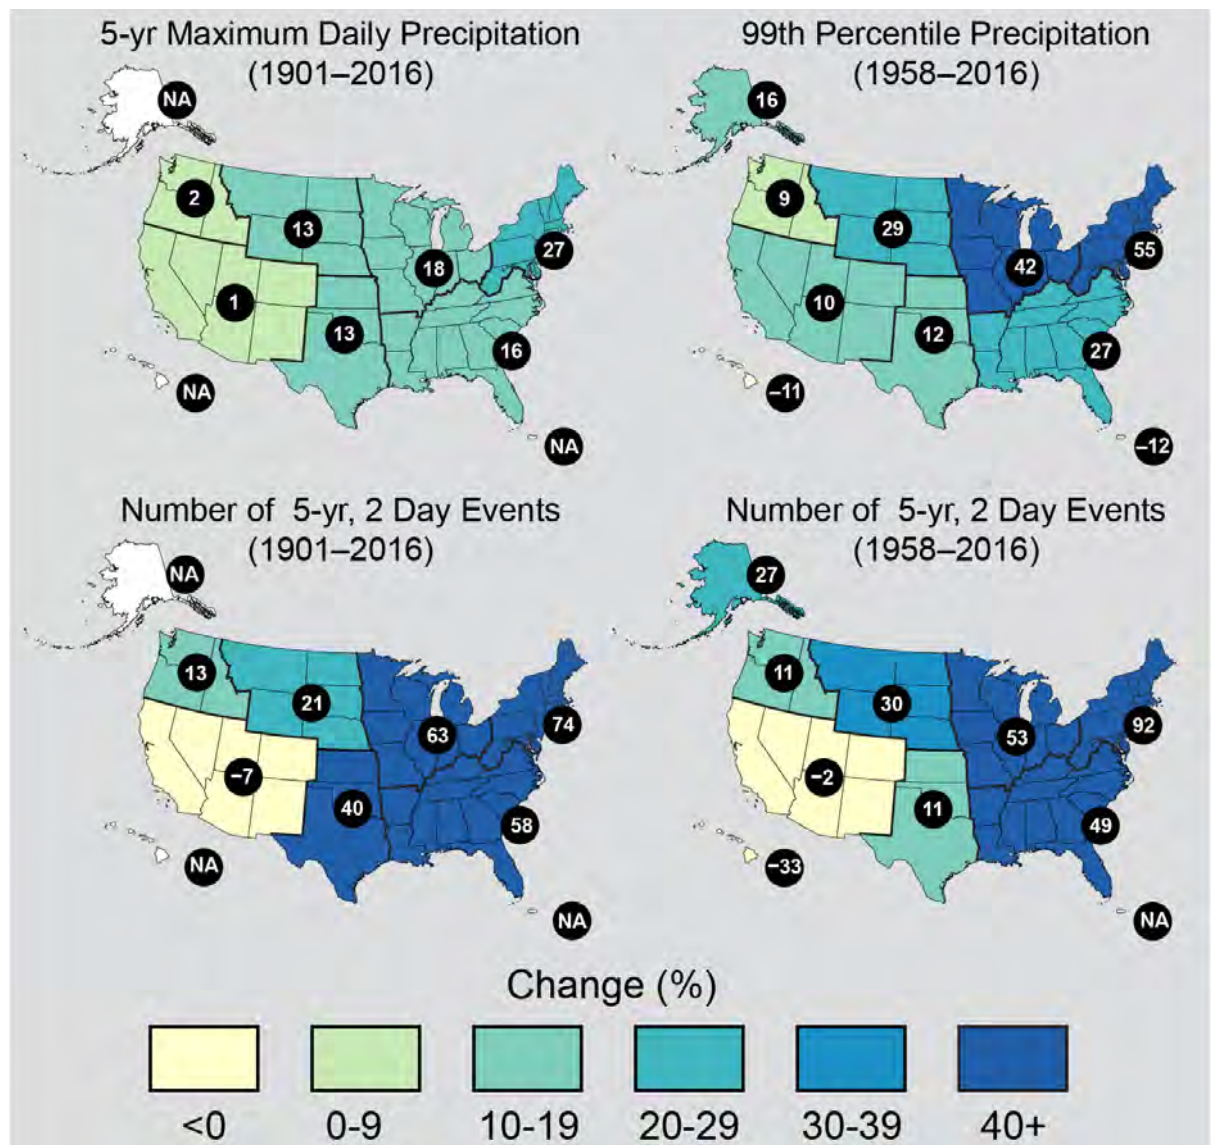 5-yr Maximum Daily Precipitation
(1901–2016)
NA
2
13
27
18
1
13
16
NA
NA
99th Percentile Precipitation
(1958–2016)
16
9
29
55
42
10
12
27
–11
–12
Number of 5-yr, 2 Day Events
(1901–2016)
NA
13
21
74
63
–7
40
58
NA
NA
Number of 5-yr, 2 Day Events
(1958–2016)
27
11
30
92
53
–2
11
49
–33
NA
Change (%)
<0 0-9 10-19 20-29 30-39 40+